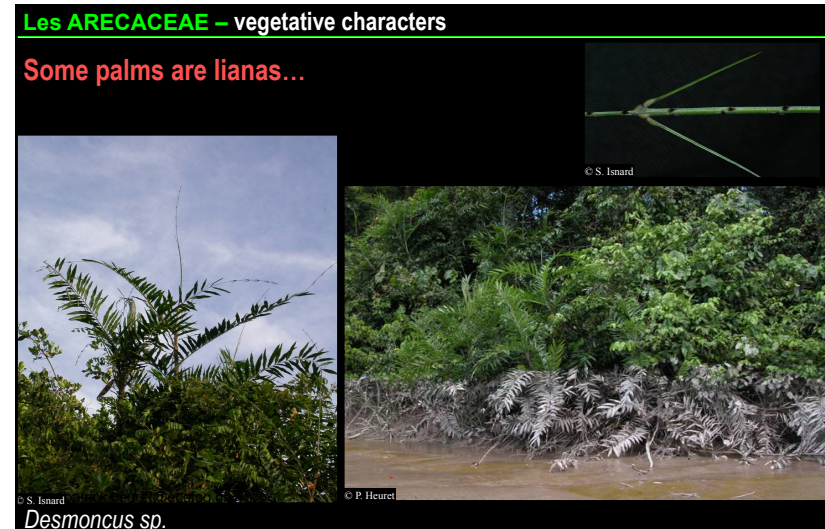 Les ARECACEAE – vegetative characters
Some palms are lianas…
© S. Isnard
© S. Isnard
© P. Heuret
Desmoncus sp.